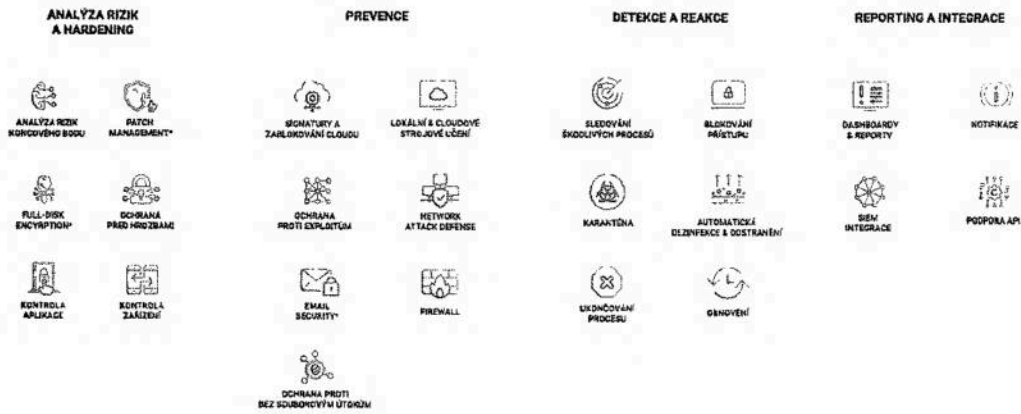 ANALÝZA RIZIK
A HARDENING
ANALÝZA RIZIK
KONCOVÉHO BODU
PATCH
MANAGEMENT*
FULL-DISK
ENCYRPTION*
OCHRANA
PŘED HROZBAMI
KONTROLA
APLIKACE
KONTROLA
ZAŘÍZENÍ
PREVENCE
SIGNATURY A
ZABLOKOVÁNÍ CLOUDU
LOKÁLNÍ & CLOUDOVÉ
STROJOVÉ UČENÍ
OCHRANA
PROTI EXPLOITŮM
NETWORK
ATTACK DEFENSE
EMAIL
SECURITY*
FIREWALL
OCHRANA PROTI
BEZ SOUBOROVÝM ÚTOKŮM
DETEKCE A REAKCE
SLEDOVÁNÍ
ŠKODLIVÝCH PROCESŮ
BLOKOVÁNÍ
PŘÍSTUPU
KARANTÉNA
AUTOMATICKÁ
DEZINFEKCE & ODSTRANĚNÍ
UKONČOVÁNÍ
PROCESU
OBNOVENÍ
REPORTING A INTEGRACE
DASHBOARDY
& REPORTY
NOTIFIKACE
SIEM
INTEGRACE
PODPORA API